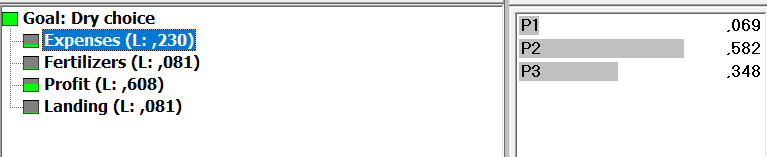 Goal: Dry choice
Expenses (L: ,230)
Fertilizers (L: ,081)
Profit (L: ,608)
Landing (L: ,081)
P1 ,069
P2 ,582
P3 ,348